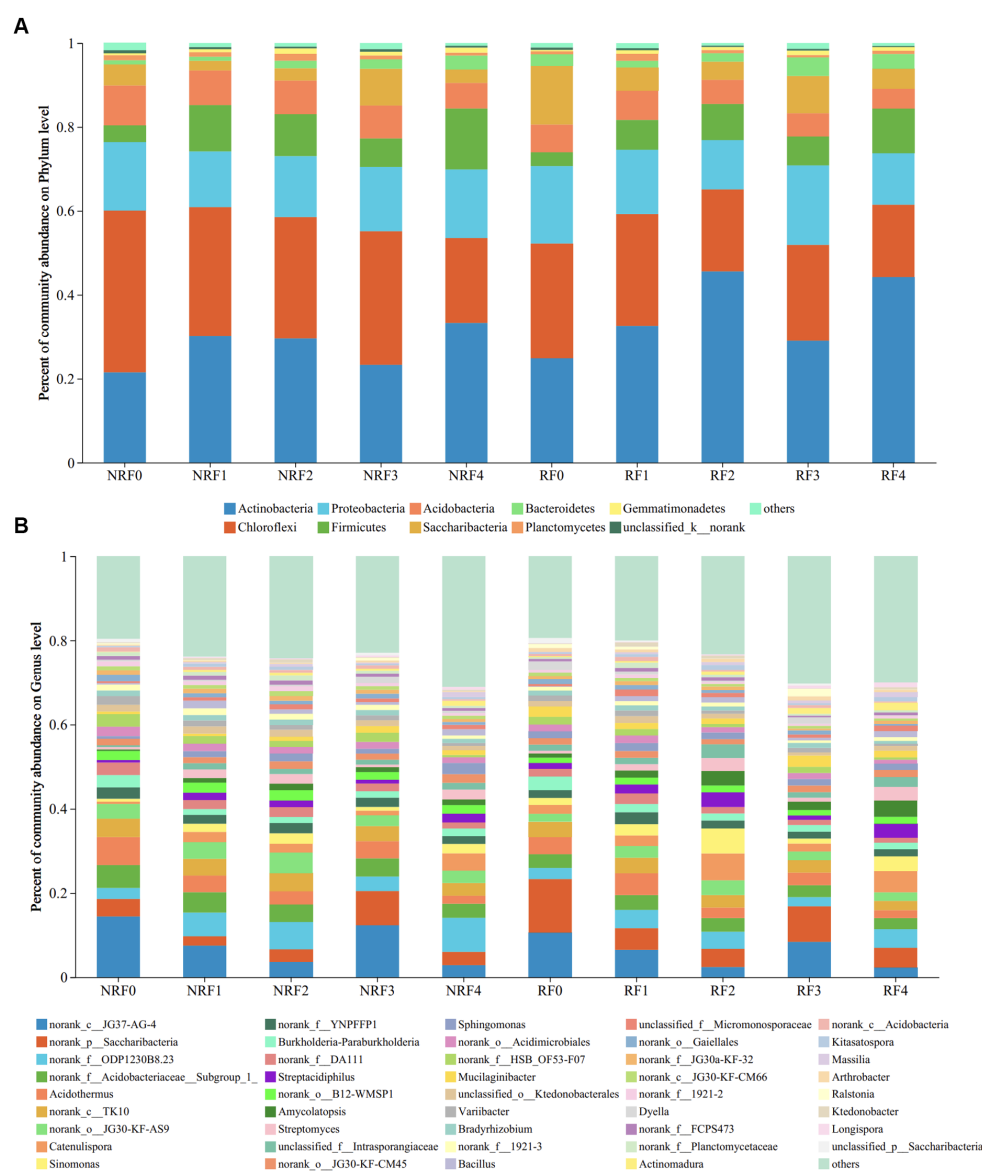 A
Percent of community abundance on Phylum level
1
0.8
0.6
0.4
0.2
0
NRF0 NRF1 NRF2 NRF3 NRF4 RF0 RF1 RF2 RF3 RF4
Actinobacteria Proteobacteria Acidobacteria Bacteroidetes Gemmatimonadetes others
Chloroflexi Firmicutes Saccharibacteria Planctomycetes unclassified_k__norank
B
Percent of community abundance on Genus level
1
0.8
0.6
0.4
0.2
0
NRF0 NRF1 NRF2 NRF3 NRF4 RF0 RF1 RF2 RF3 RF4
norank_c__JG37-AG-4 norank_f__YNPFFP1 Sphingomonas unclassified_f__Micromonosporaceae norank_c__Acidobacteria
norank_p__Saccharibacteria Burkholderia-Paraburkholderia norank_o__Acidimicrobiales norank_o__Gaiellales Kitasatospora
norank_f__ODP1230B8.23 norank_f__DA111 norank_f__HSB_OF53-F07 norank_f__JG30a-KF-32 Massilia
norank_f__Acidobacteriaceae__Subgroup_1_ Streptacidiphilus Mucilaginibacter norank_c__JG30-KF-CM66 Arthrobacter
Acidothermus norank_o__B12-WMSP1 unclassified_o__Ktedonobacterales norank_f__1921-2 Ralstonia
norank_c__TK10 Amycolatopsis Variibacter Dyella Ktedonobacter
norank_o__JG30-KF-AS9 Streptomyces Bradyrhizobium norank_f__FCPS473 Longispora
Catenulispora unclassified_f__Intrasporangiaceae norank_f__1921-3 norank_f__Planctomycetaceae unclassified_p__Saccharibacteria
Sinomonas norank_o__JG30-KF-CM45 Bacillus Actinomadura others